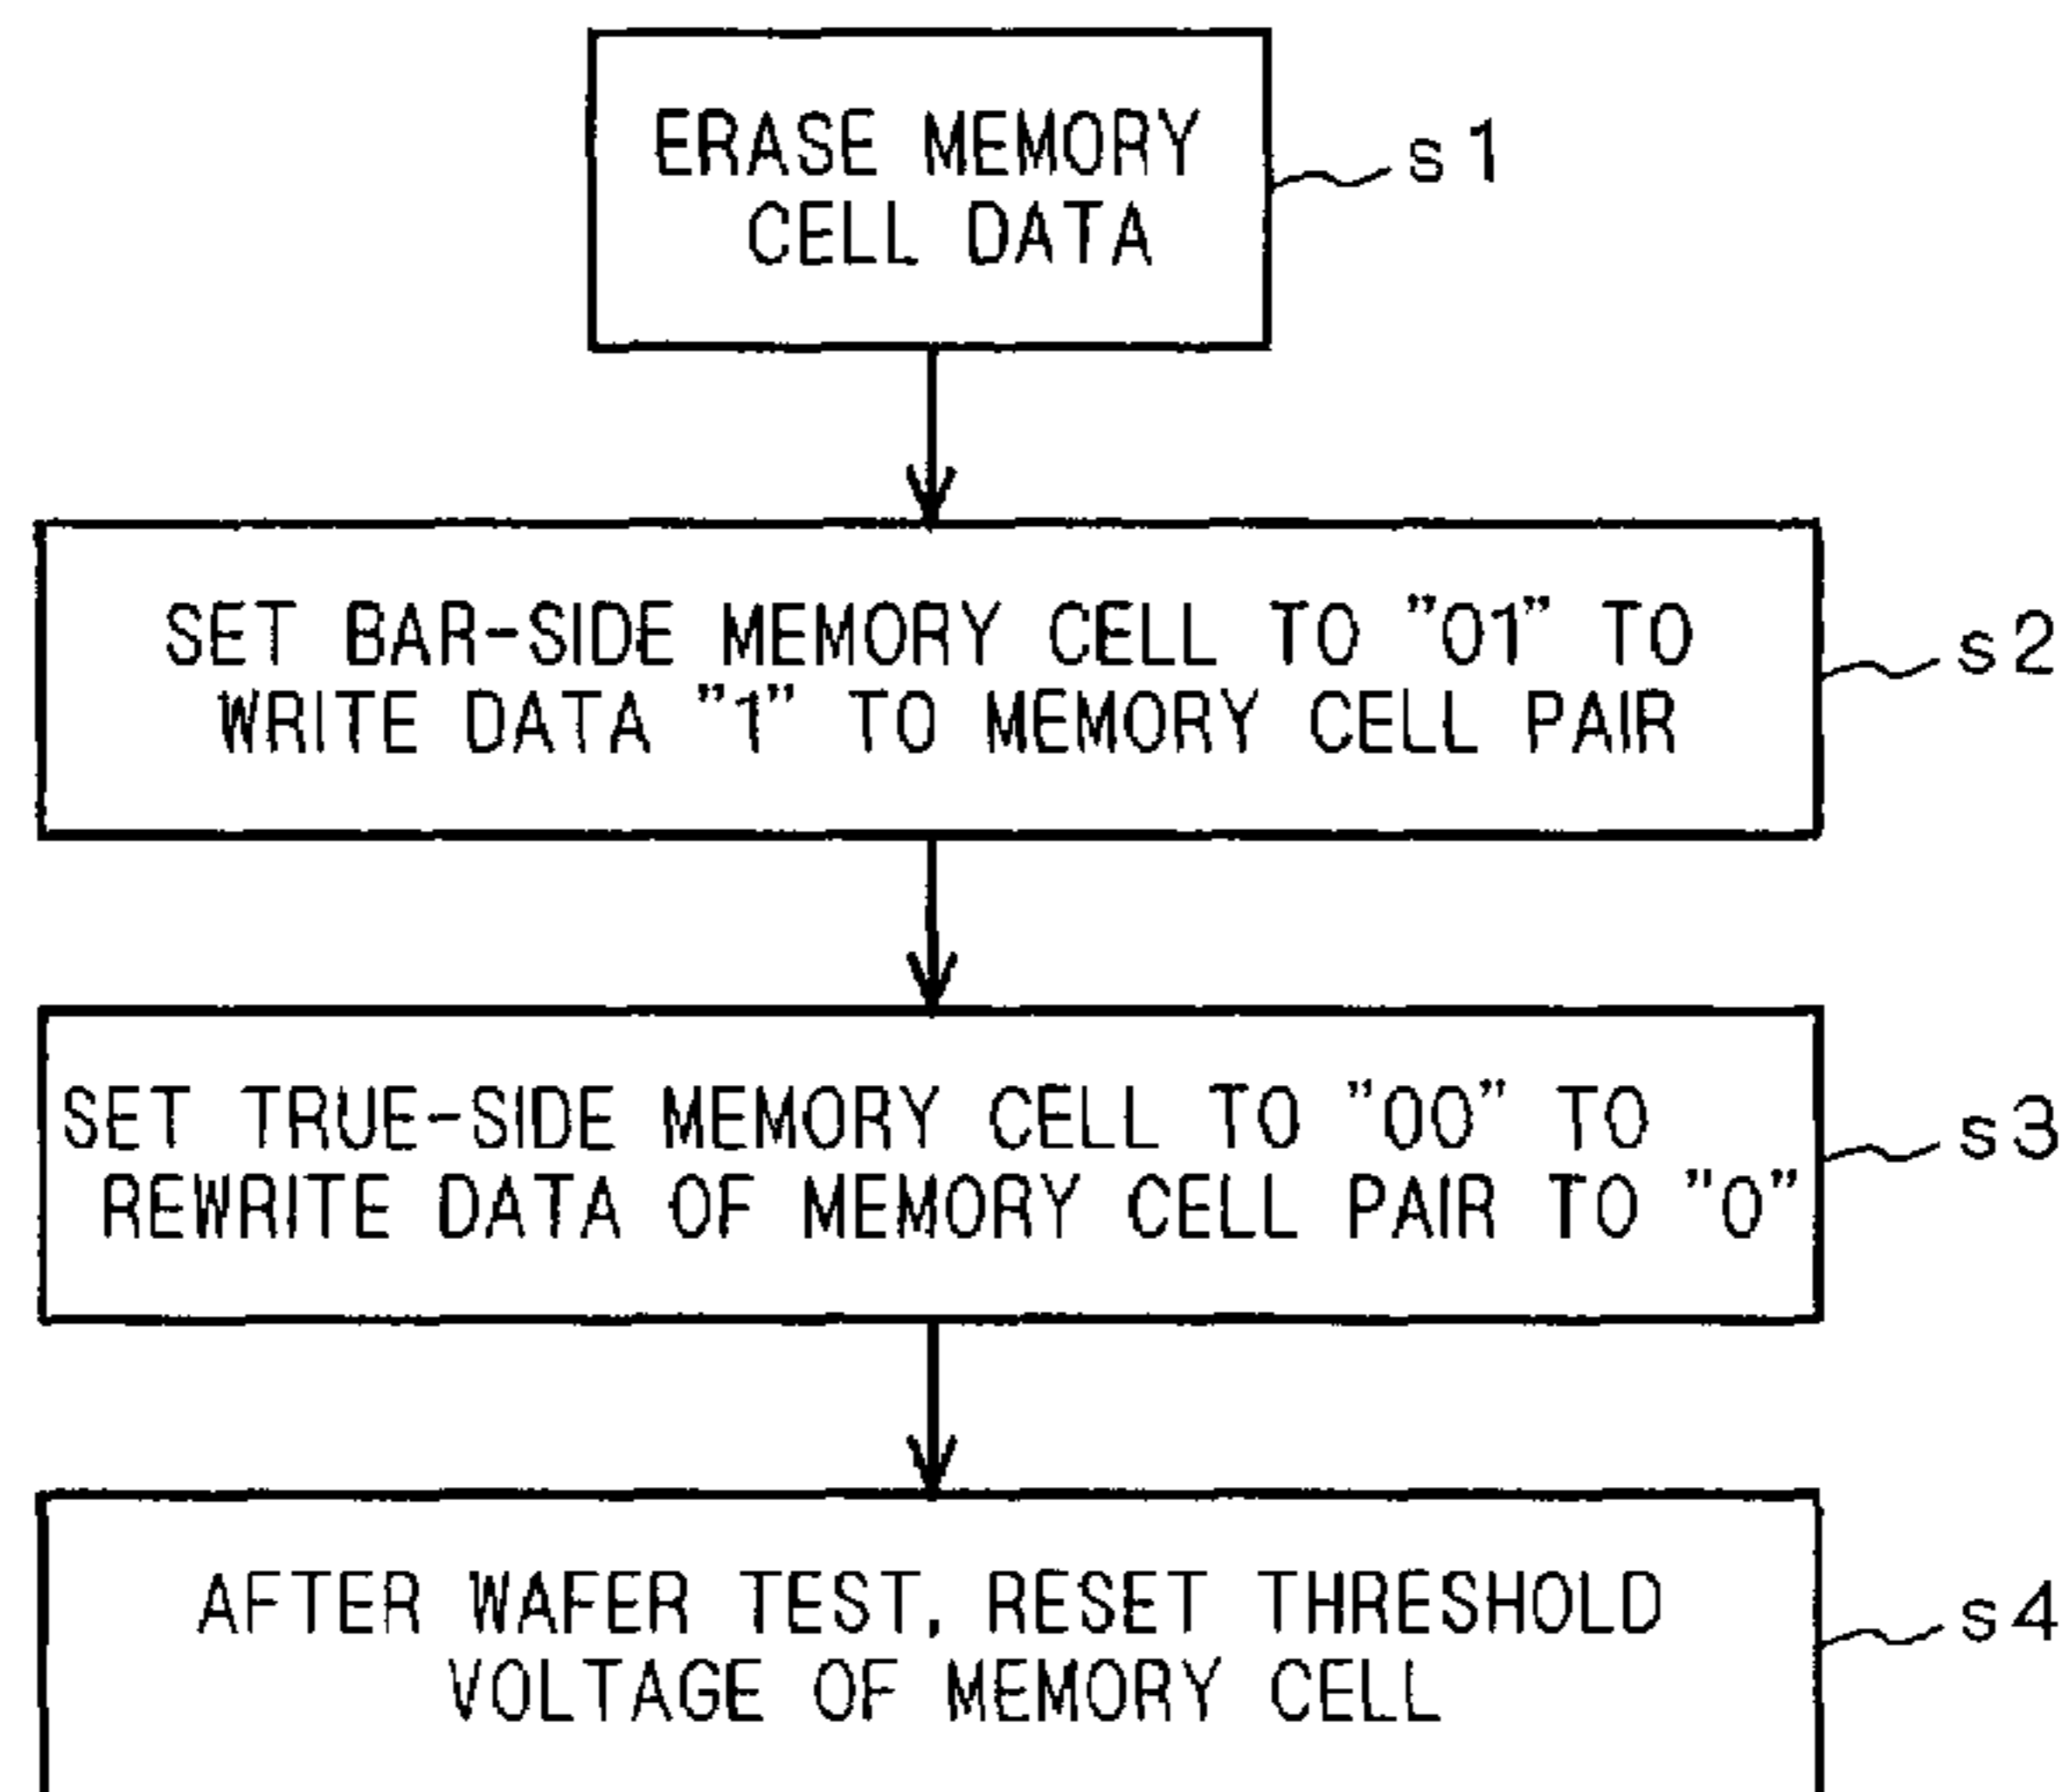 ERASE MEMORY
CELL DATA
s1
SET BAR-SIDE MEMORY CELL TO "01" TO
WRITE DATA "1" TO MEMORY CELL PAIR
s2
SET TRUE-SIDE MEMORY CELL TO "00" TO
REWRITE DATA OF MEMORY CELL PAIR TO "0"
s3
AFTER WAFER TEST, RESET THRESHOLD
VOLTAGE OF MEMORY CELL
s4